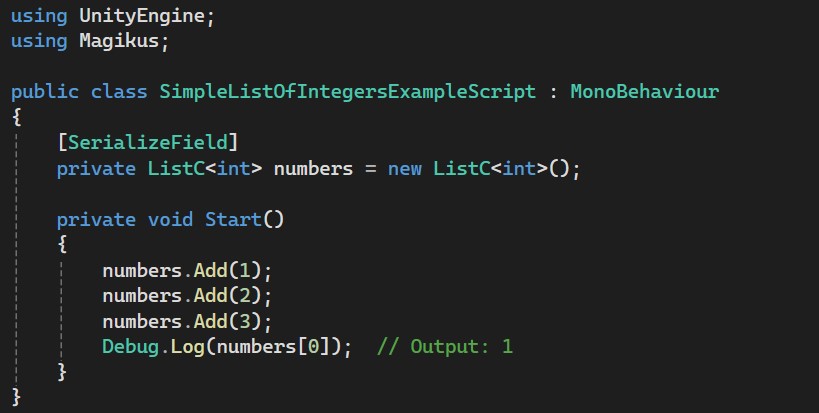 using UnityEngine;
using Magikus;

public class SimpleListOfIntegersExampleScript : MonoBehaviour
{
    [SerializeField]
    private ListC<int> numbers = new ListC<int>();

    private void Start()
    {
        numbers.Add(1);
        numbers.Add(2);
        numbers.Add(3);
        Debug.Log(numbers[0]);  // Output: 1
    }
}